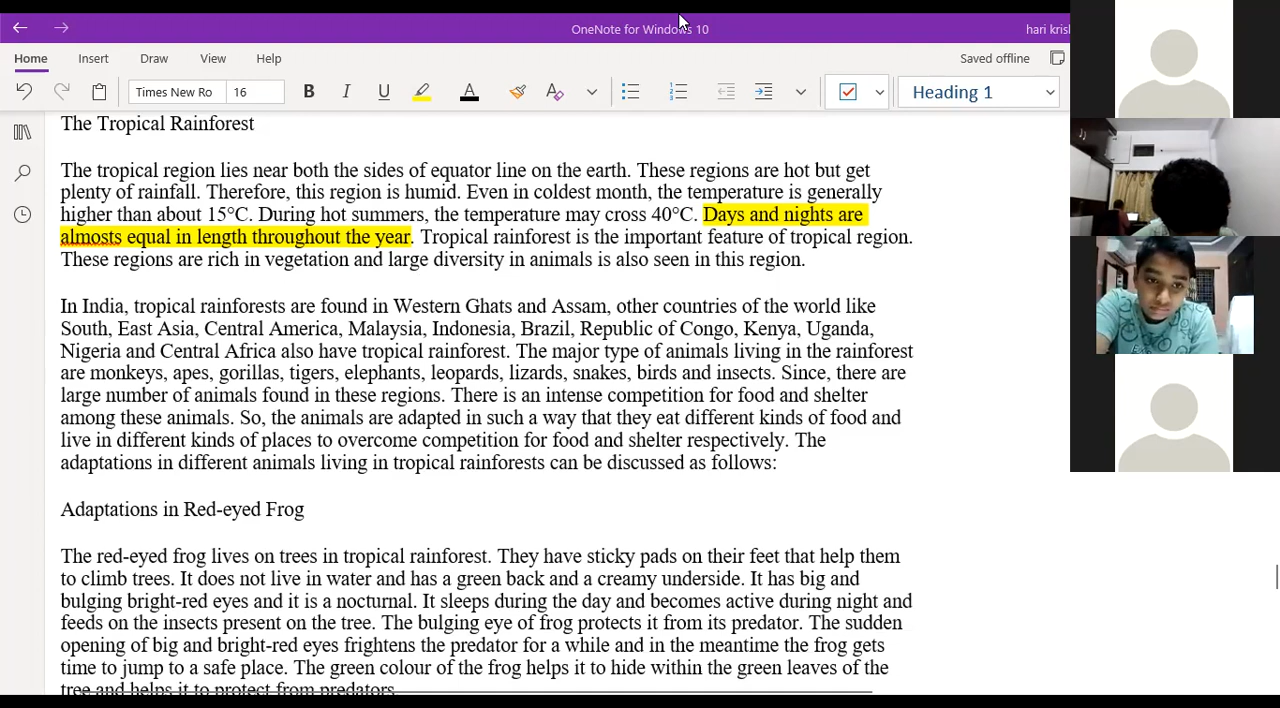 OneNote for Windows 10
hari krisl
Home Insert Draw View Help
Saved offline
Times New Ro 16 B I U A A Heading 1
The Tropical Rainforest
The tropical region lies near both the sides of equator line on the earth. These regions are hot but get
plenty of rainfall. Therefore, this region is humid. Even in coldest month, the temperature is generally
higher than about 15°C. During hot summers, the temperature may cross 40°C. Days and nights are
almosts equal in length throughout the year. Tropical rainforest is the important feature of tropical region.
These regions are rich in vegetation and large diversity in animals is also seen in this region.
In India, tropical rainforests are found in Western Ghats and Assam, other countries of the world like
South, East Asia, Central America, Malaysia, Indonesia, Brazil, Republic of Congo, Kenya, Uganda,
Nigeria and Central Africa also have tropical rainforest. The major type of animals living in the rainforest
are monkeys, apes, gorillas, tigers, elephants, leopards, lizards, snakes, birds and insects. Since, there are
large number of animals found in these regions. There is an intense competition for food and shelter
among these animals. So, the animals are adapted in such a way that they eat different kinds of food and
live in different kinds of places to overcome competition for food and shelter respectively. The
adaptations in different animals living in tropical rainforests can be discussed as follows:
Adaptations in Red-eyed Frog
The red-eyed frog lives on trees in tropical rainforest. They have sticky pads on their feet that help them
to climb trees. It does not live in water and has a green back and a creamy underside. It has big and
bulging bright-red eyes and it is a nocturnal. It sleeps during the day and becomes active during night and
feeds on the insects present on the tree. The bulging eye of frog protects it from its predator. The sudden
opening of big and bright-red eyes frightens the predator for a while and in the meantime the frog gets
time to jump to a safe place. The green colour of the frog helps it to hide within the green leaves of the
tree and helps it to protect from predators.